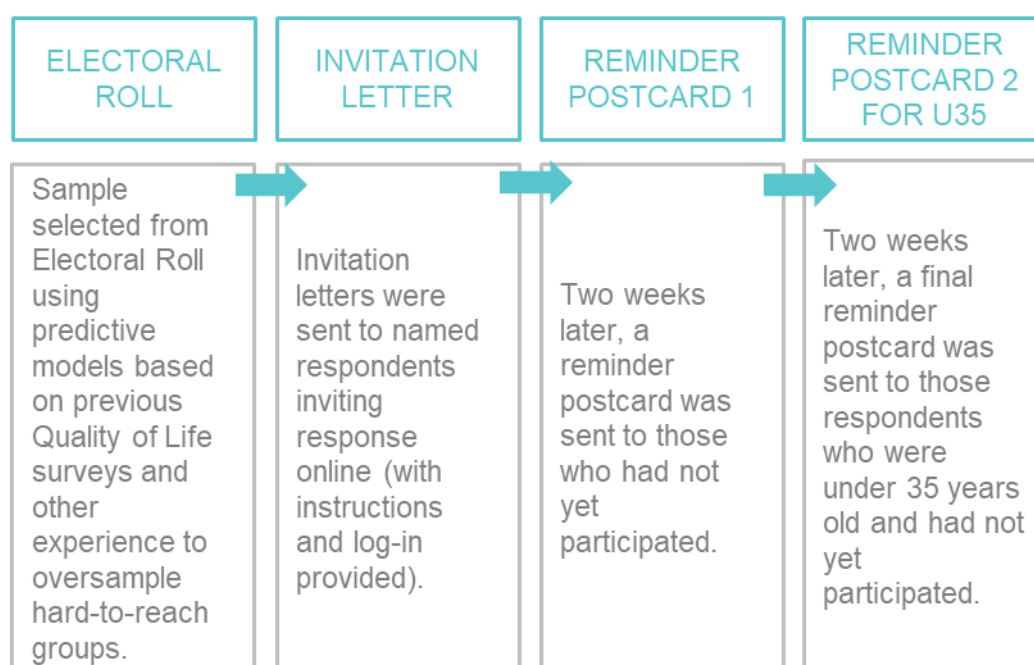 ELECTORAL
ROLL
INVITATION
LETTER
REMINDER
POSTCARD 1
REMINDER
POSTCARD 2
FOR U35
Sample
selected from
Electoral Roll
using
predictive
models based
on previous
Quality of Life
surveys and
other
experience to
oversample
hard-to-reach
groups.
Invitation
letters were
sent to named
respondents
inviting
response
online (with
instructions
and log-in
provided).
Two weeks
later, a
reminder
postcard was
sent to those
who had not
yet
participated.
Two weeks
later, a final
reminder
postcard was
sent to those
respondents
who were
under 35 years
old and had not
yet
participated.